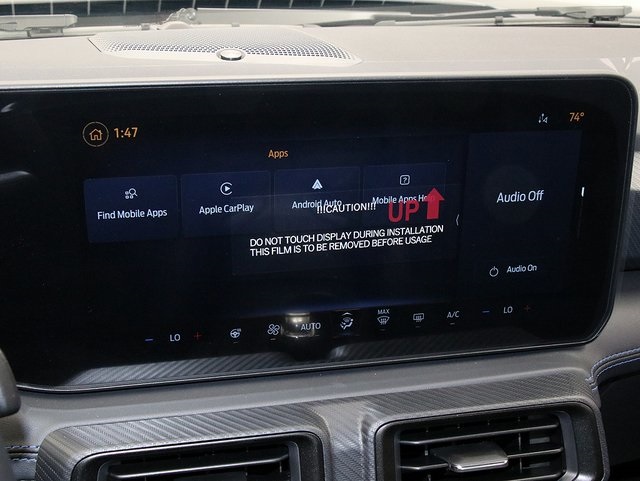 1:47
74°
Apps
Find Mobile Apps
Apple CarPlay
Android Auto
Mobile Apps
Audio Off
!!!CAUTION!!!
UP
DO NOT TOUCH DISPLAY DURING INSTALLATION
THIS FILM IS TO BE REMOVED BEFORE USAGE
Audio On
- LO + AUTO MAX A/C - LO +